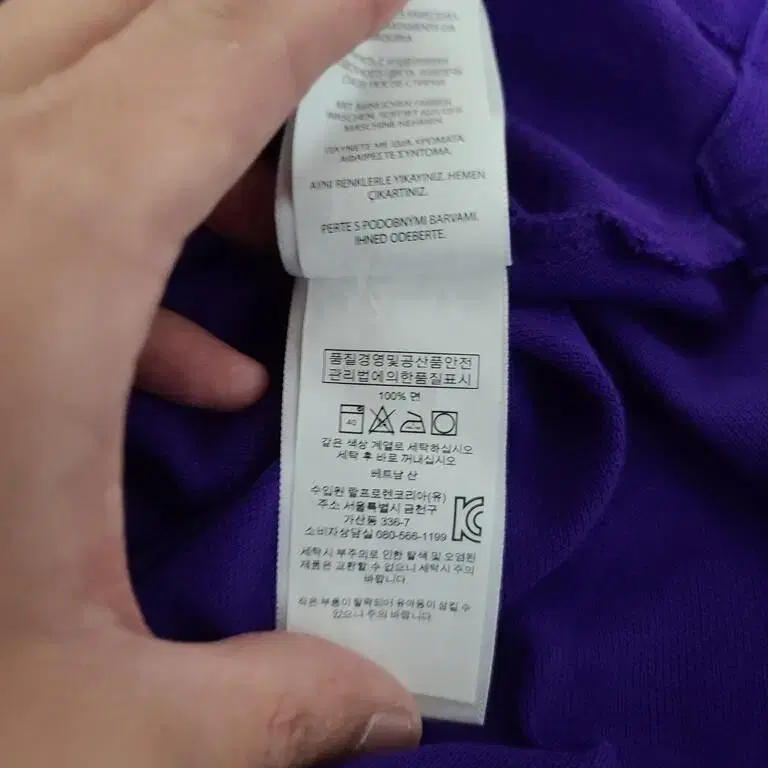 MIT ÄHNLICHEN FARBEN
WASCHEN. SOFORT AUS DER
MASCHINE NEHMEN.
ΠΛΥΝΕΤΕ ΜΕ ΙΔΙΑ ΧΡΩΜΑΤΑ.
ΑΦΑΙΡΕΣΤΕ ΣΥΝΤΟΜΑ.
AYNI RENKLERLE YIKAYINIZ. HEMEN
ÇIKARTINIZ.
PERTE S PODOBNÝMI BARVAMI.
IHNED ODEBERTE.
품질경영및공산품안전
관리법에의한품질표시
100% 면
40
같은 색상 계열로 세탁하십시오
세탁 후 바로 꺼내십시오
베트남 산
수입원 랄프로렌코리아(유)
주소 서울특별시 금천구
가산동 336-7
소비자상담실 080-566-1199
세탁시 부주의로 인한 탈색 및 오염된
제품은 교환할 수 없으니 세탁시 주의
바랍니다.
작은 부품이 탈락되어 유아동이 삼킬 수
있으니 주의 바랍니다.